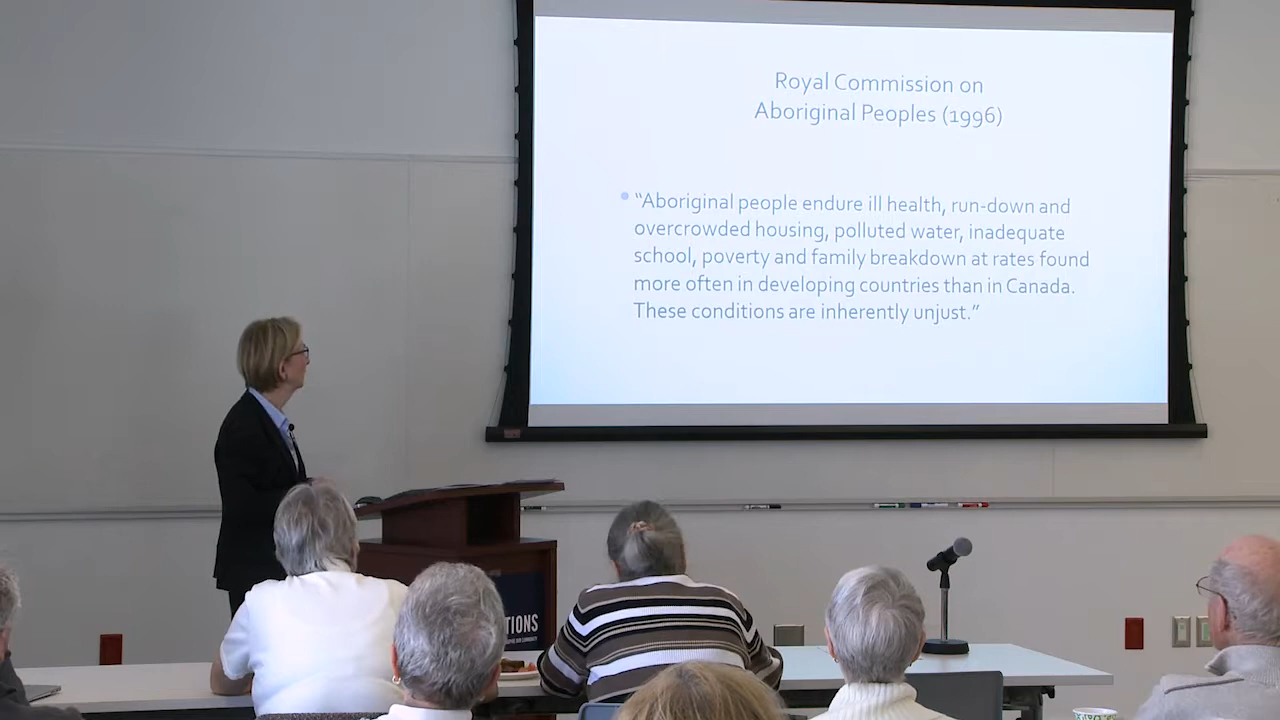 Royal Commission on
Aboriginal Peoples (1996)
• “Aboriginal people endure ill health, run-down and
overcrowded housing, polluted water, inadequate
school, poverty and family breakdown at rates found
more often in developing countries than in Canada.
These conditions are inherently unjust.”